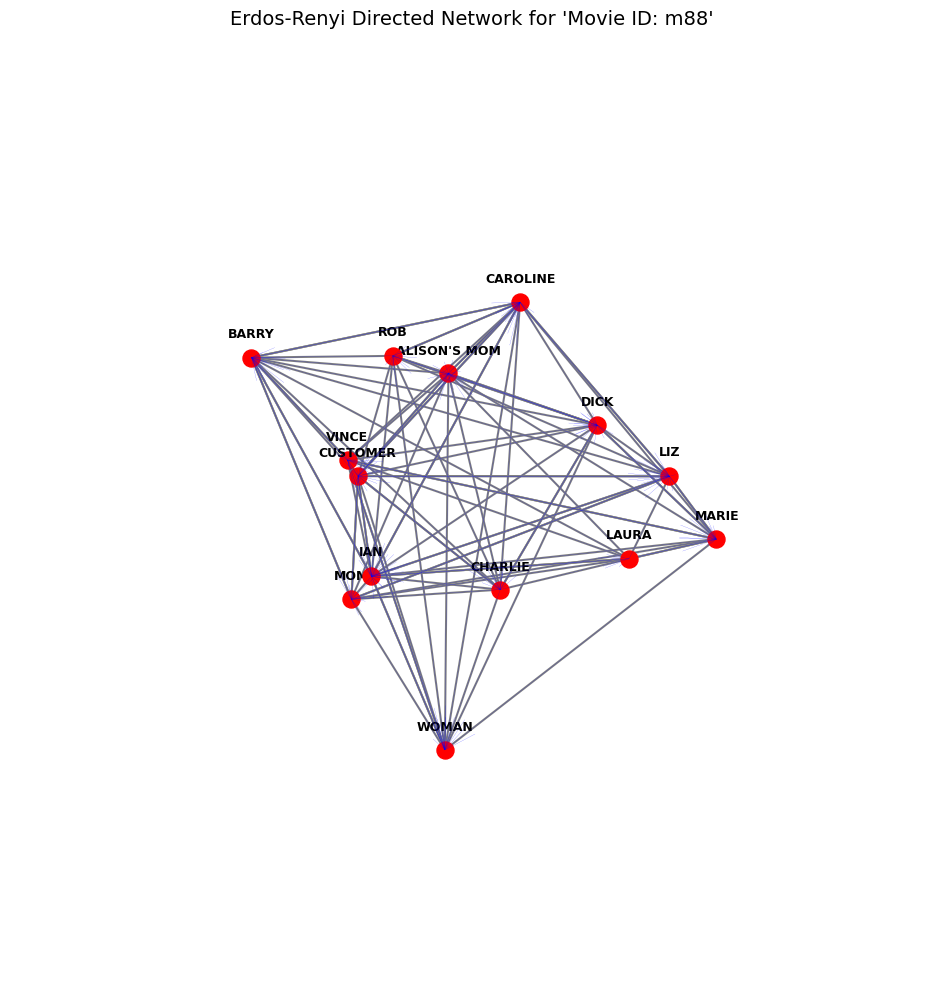 Erdos-Renyi Directed Network for 'Movie ID: m88'
CAROLINE
BARRY
ROB
ALISON'S MOM
DICK
VINCE
CUSTOMER
LIZ
MARIE
LAURA
IAN
CHARLIE
MOM
WOMAN